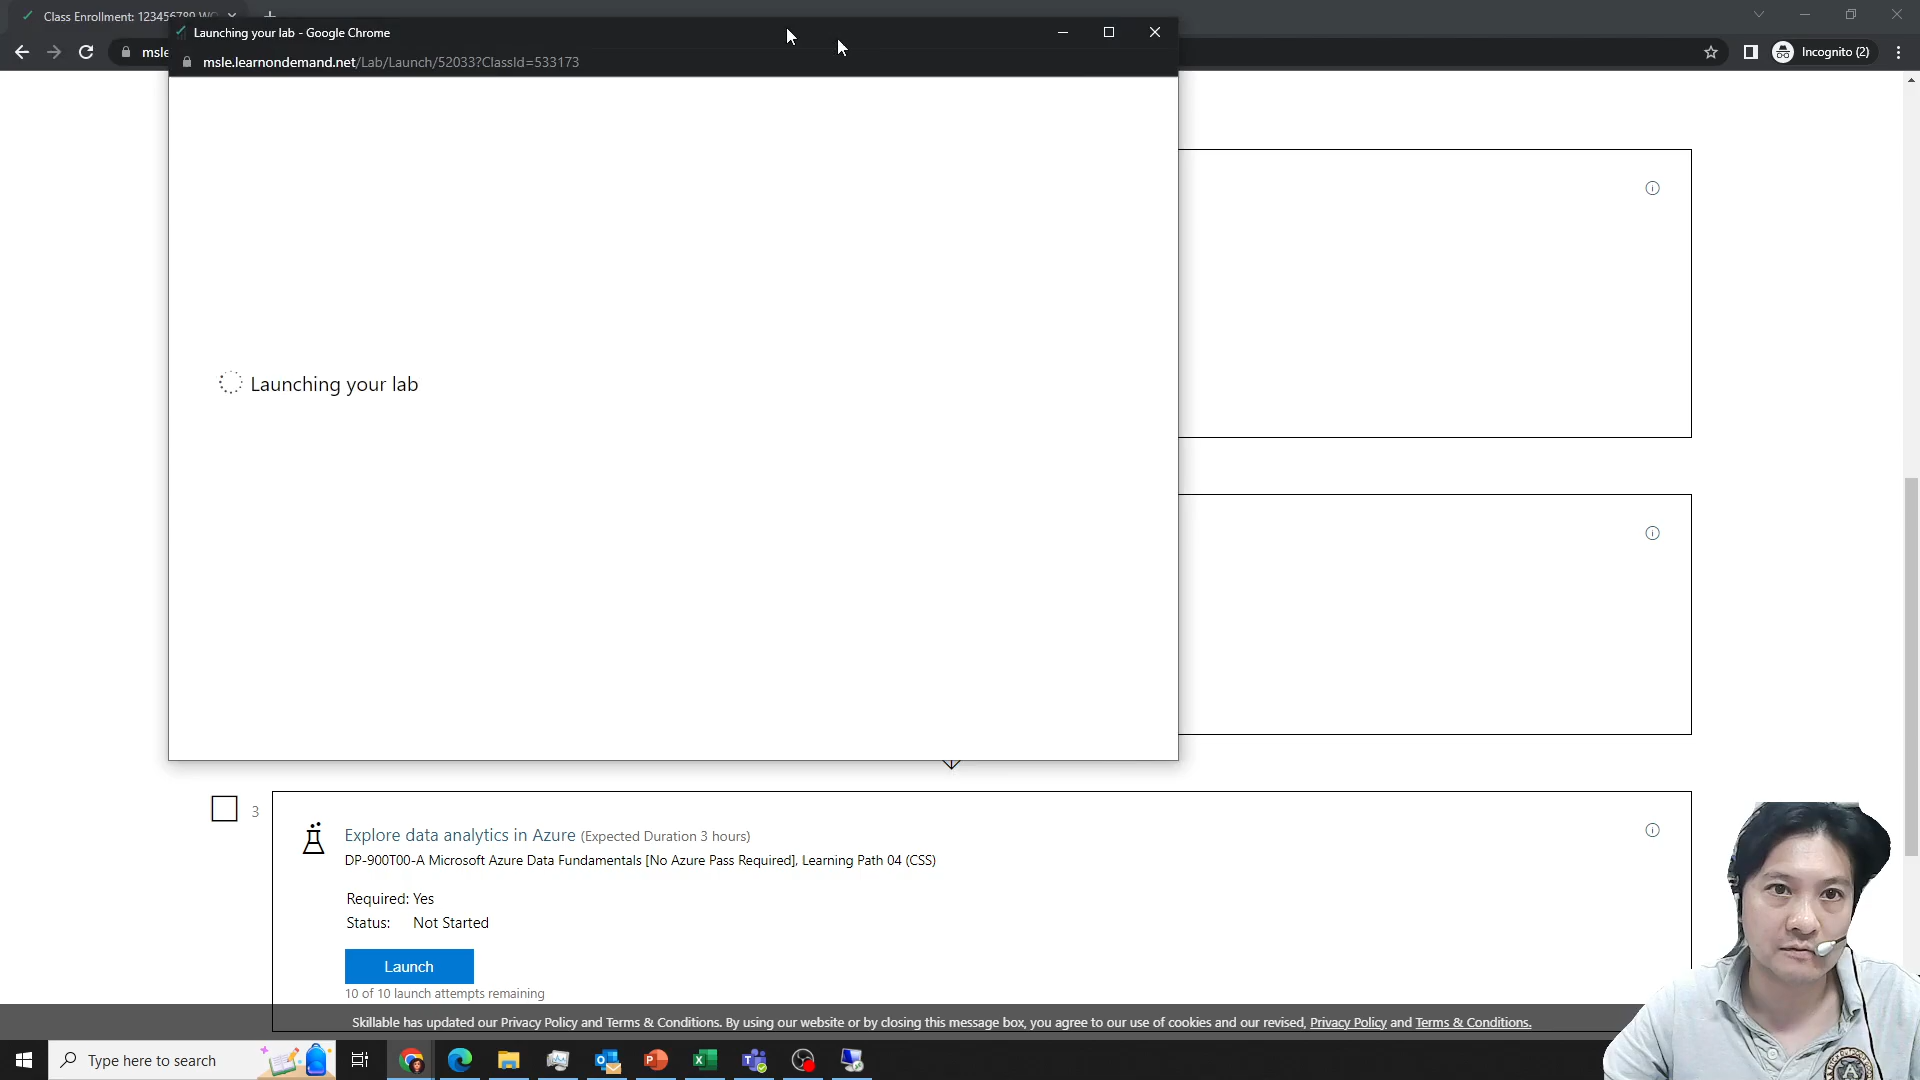 Class Enrollment: 123456789 WO
Launching your lab - Google Chrome
msle
msle.learnondemand.net/Lab/Launch/52033?ClassId=533173
Incognito (2)
Launching your lab
3
Explore data analytics in Azure (Expected Duration 3 hours)
DP-900T00-A Microsoft Azure Data Fundamentals [No Azure Pass Required], Learning Path 04 (CSS)
Required: Yes
Status: Not Started
Launch
10 of 10 launch attempts remaining
Skillable has updated our Privacy Policy and Terms & Conditions. By using our website or by closing this message box, you agree to our use of cookies and our revised, Privacy Policy and Terms & Conditions.
Type here to search